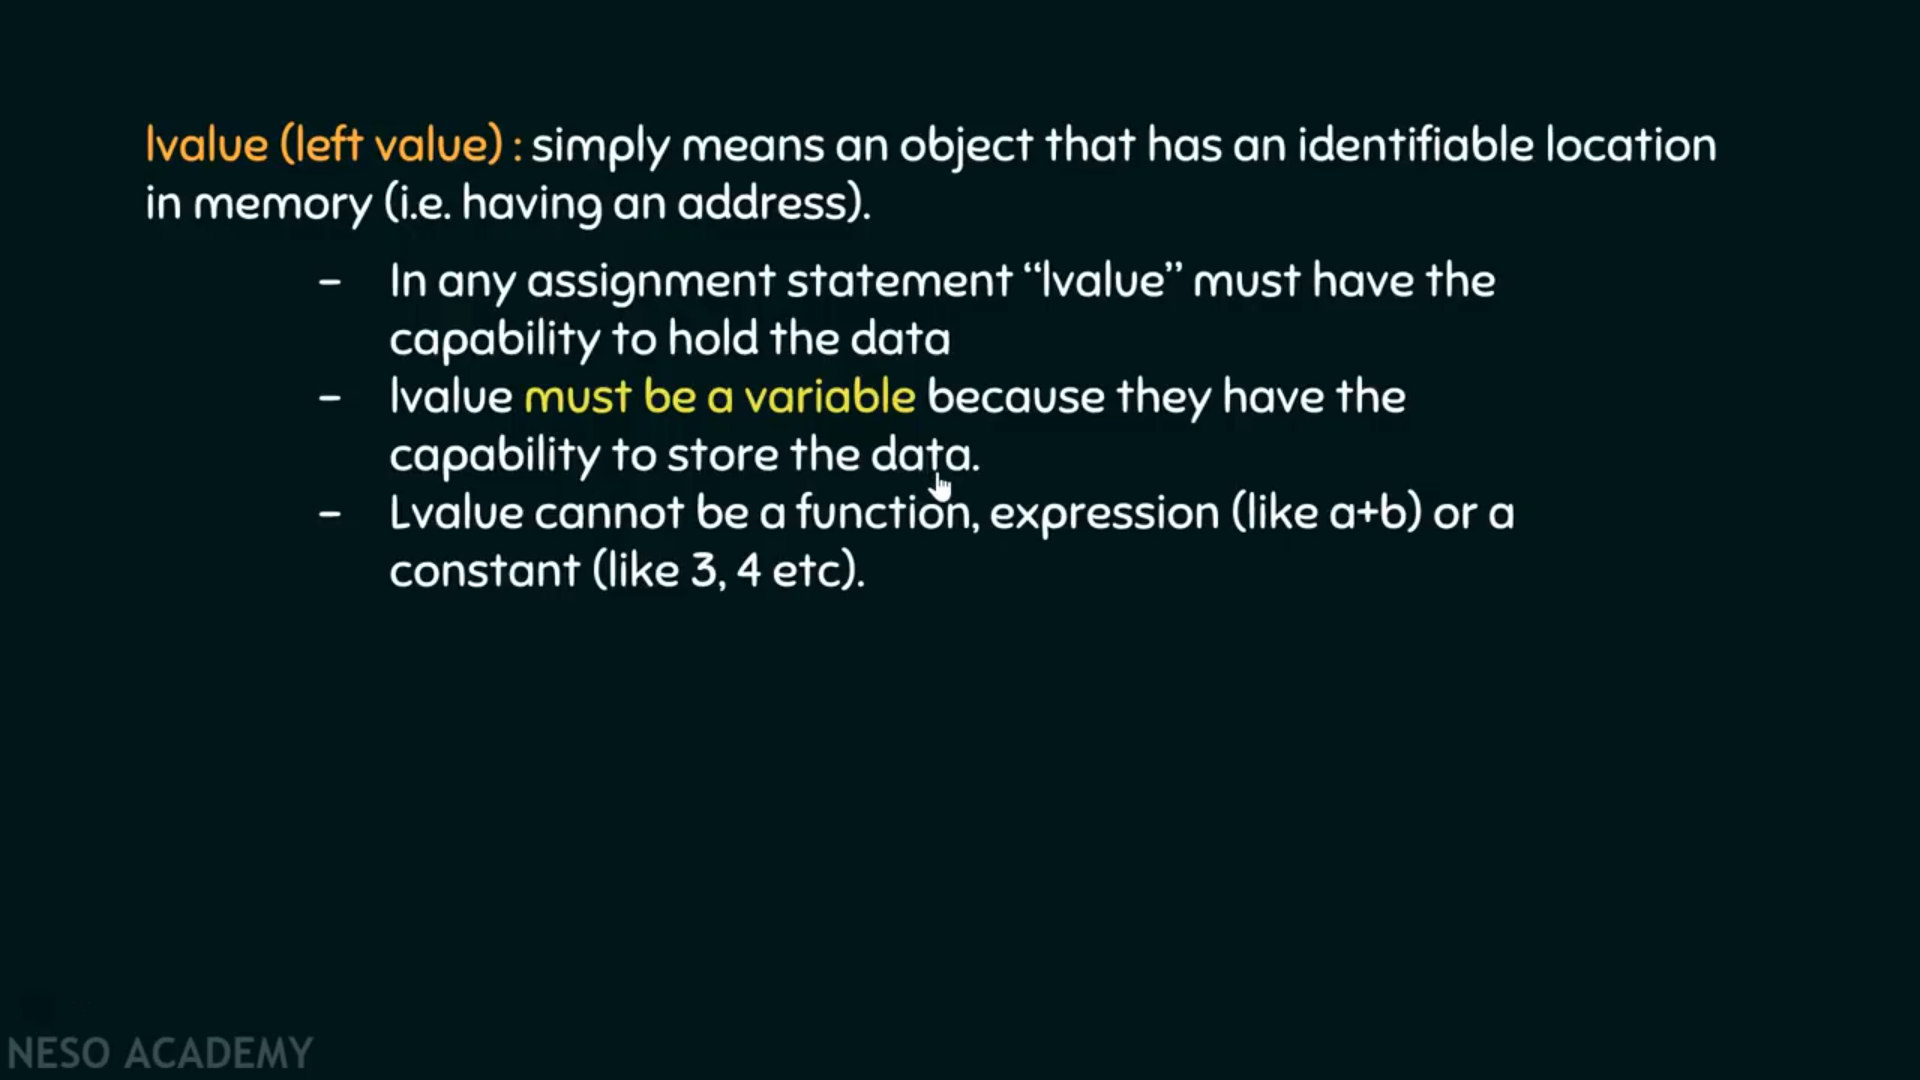 lvalue (left value) : simply means an object that has an identifiable location
in memory (i.e. having an address).
– In any assignment statement “lvalue” must have the
capability to hold the data
– lvalue must be a variable because they have the
capability to store the data.
– Lvalue cannot be a function, expression (like a+b) or a
constant (like 3, 4 etc).
NESO ACADEMY